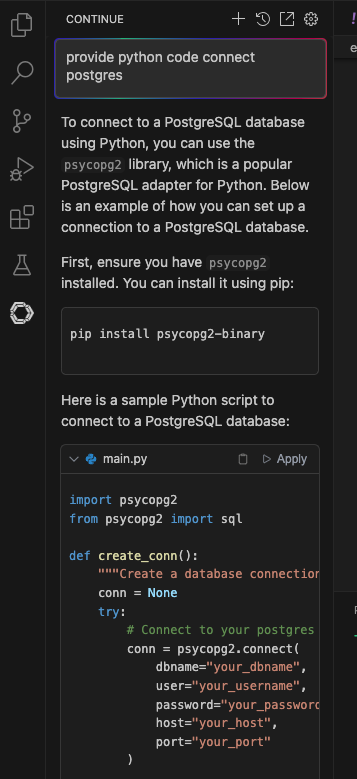 CONTINUE
provide python code connect
postgres
To connect to a PostgreSQL database
using Python, you can use the
psycopg2 library, which is a popular
PostgreSQL adapter for Python. Below
is an example of how you can set up a
connection to a PostgreSQL database.
First, ensure you have psycopg2
installed. You can install it using pip:
pip install psycopg2-binary
Here is a sample Python script to
connect to a PostgreSQL database:
main.py Apply
import psycopg2
from psycopg2 import sql
def create_conn():
    """Create a database connection
    conn = None
    try:
        # Connect to your postgres
        conn = psycopg2.connect(
            dbname="your_dbname",
            user="your_username",
            password="your_password
            host="your_host",
            port="your_port"
        )